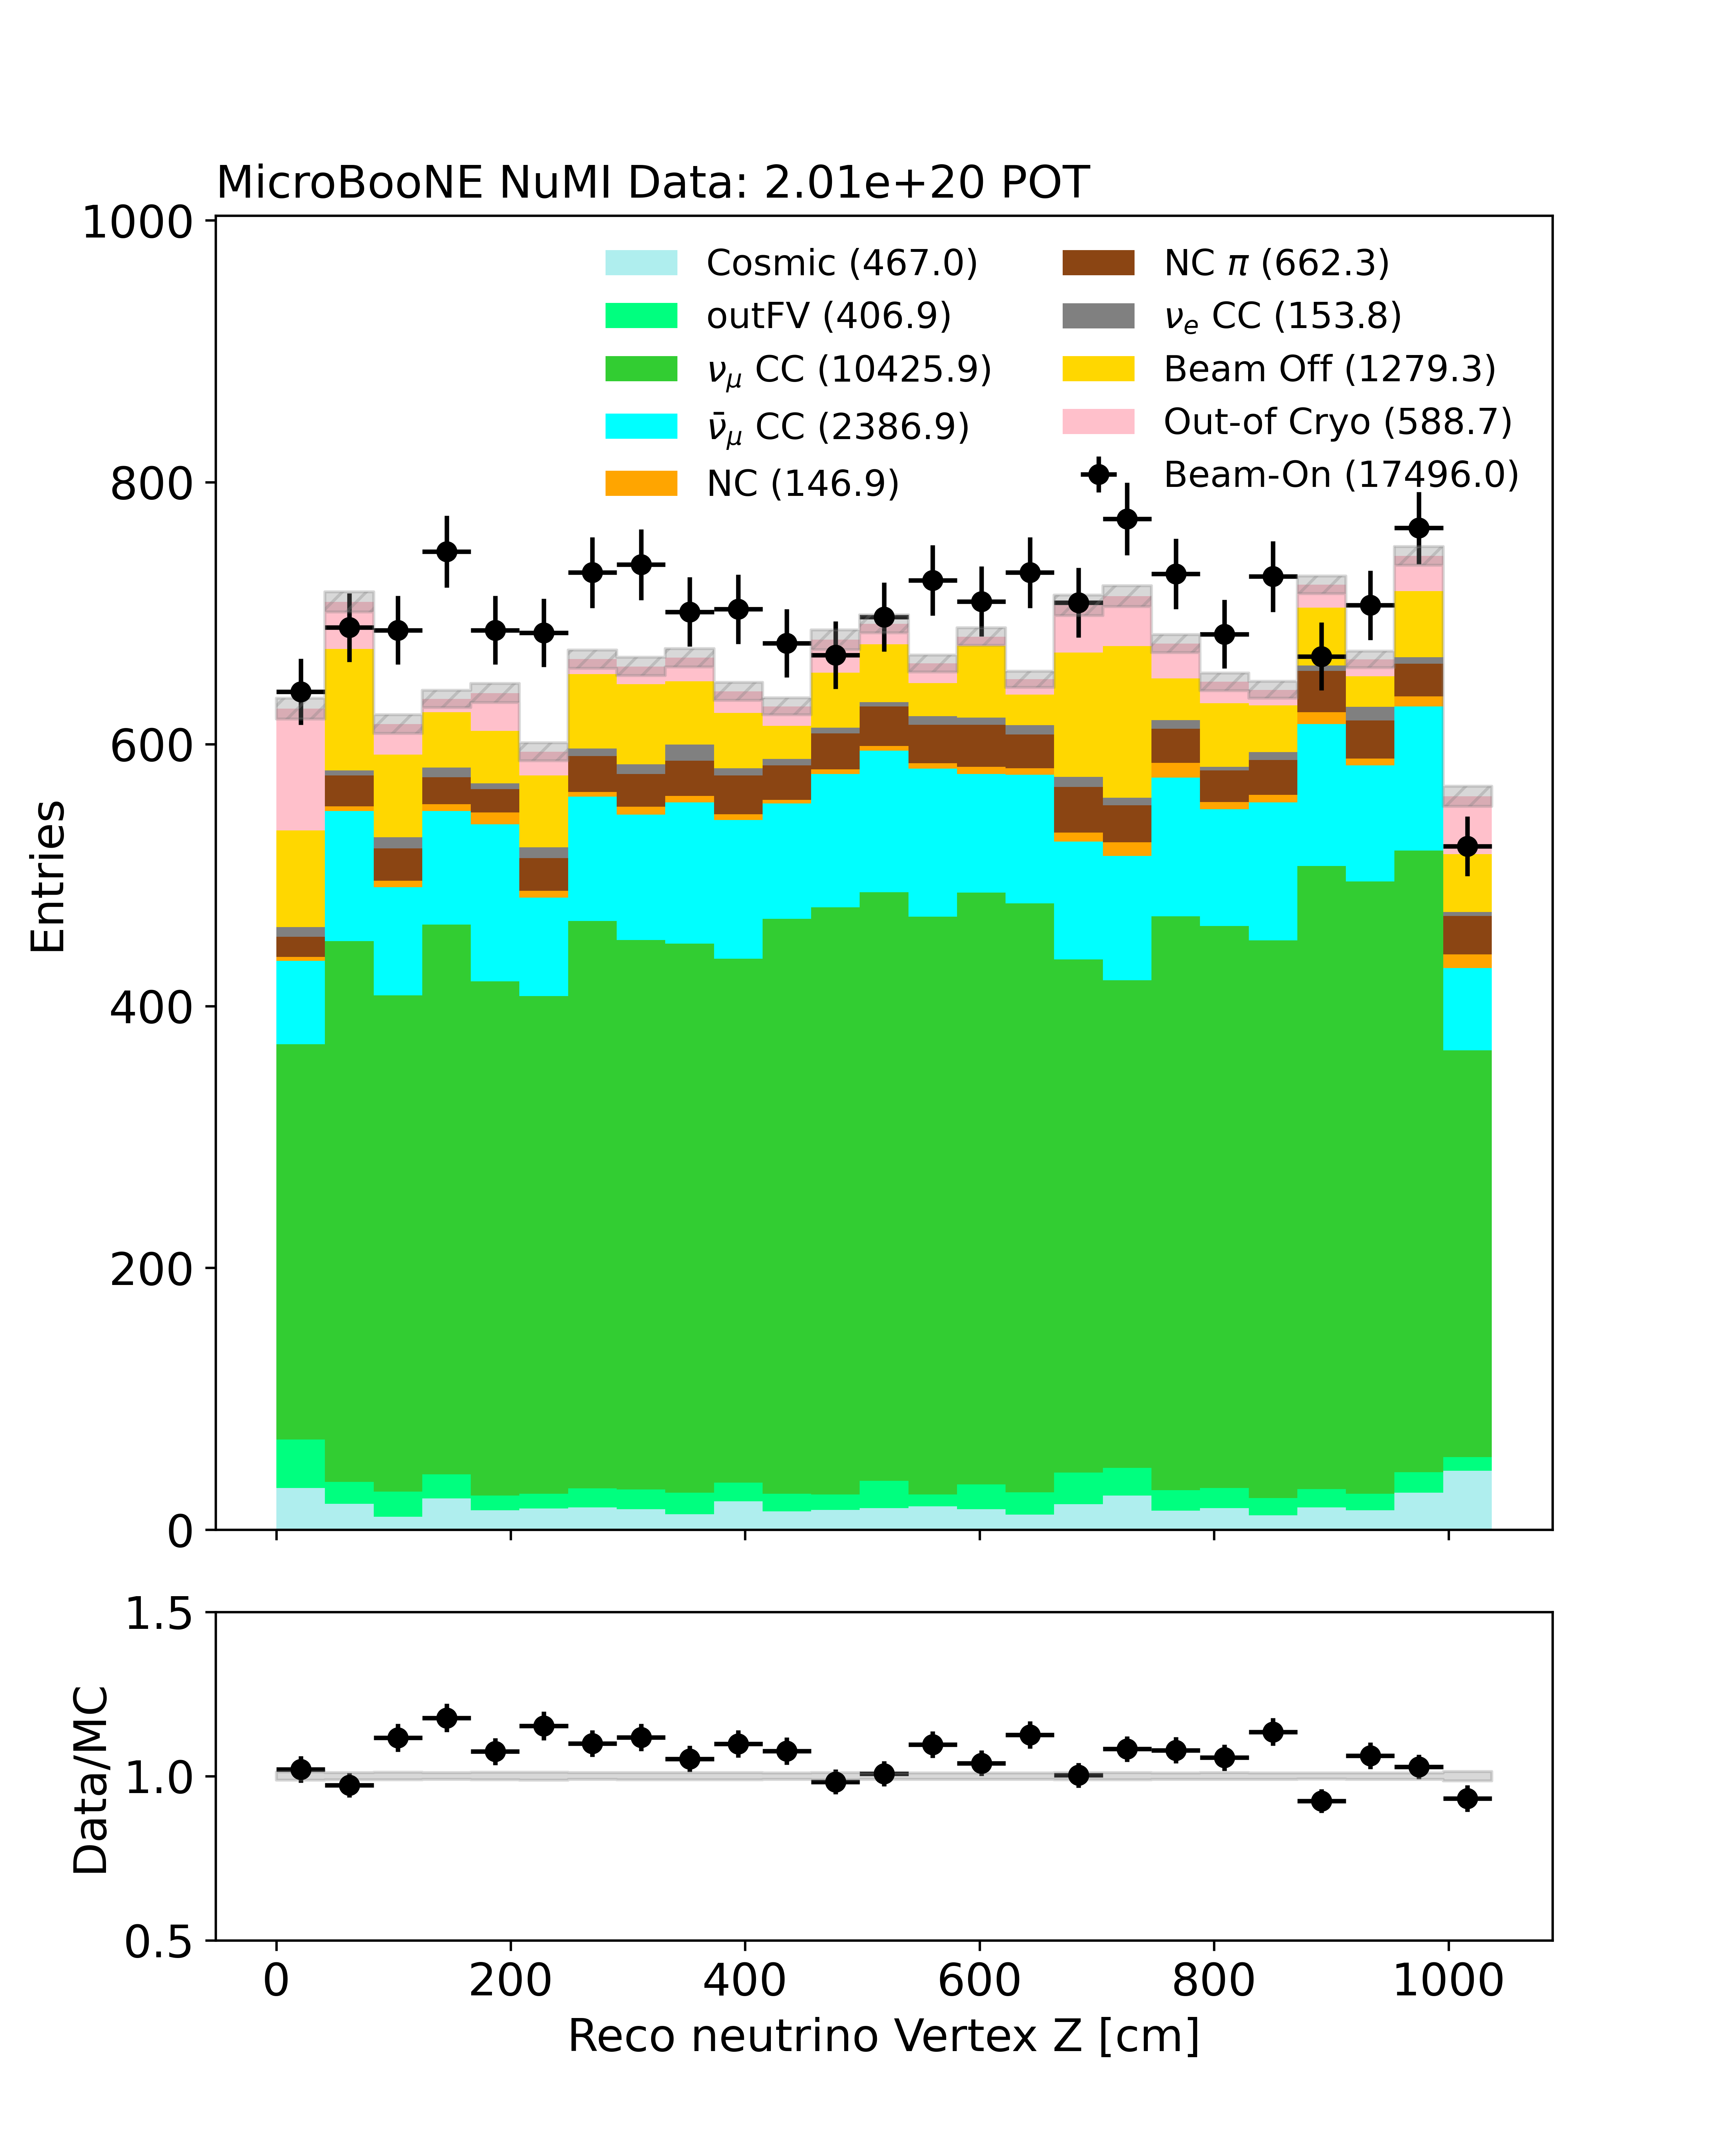 MicroBooNE NuMI Data: 2.01e+20 POT
1000
800
600
400
200
0
Entries
Cosmic (467.0)
outFV (406.9)
νμ CC (10425.9)
ν̄μ CC (2386.9)
NC (146.9)
NC π (662.3)
νe CC (153.8)
Beam Off (1279.3)
Out-of Cryo (588.7)
Beam-On (17496.0)
1.5
1.0
0.5
Data/MC
0 200 400 600 800 1000
Reco neutrino Vertex Z [cm]